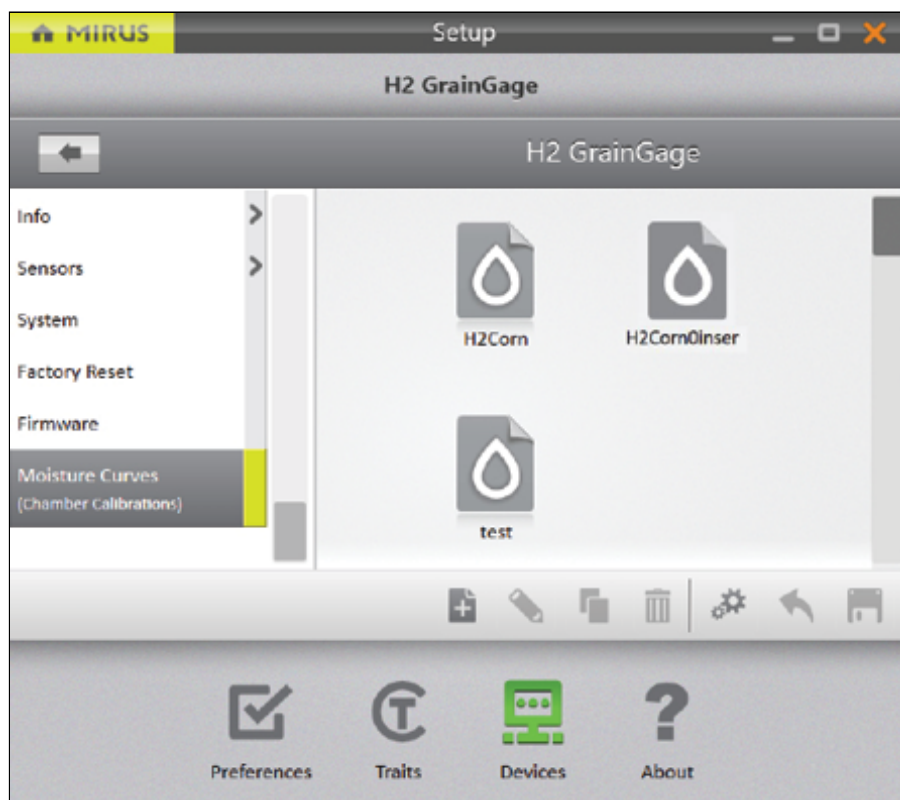 MIRUS
Setup
H2 GrainGage
H2 GrainGage
Info
Sensors
System
Factory Reset
Firmware
Moisture Curves
(Chamber Calibrations)
H2Corn
H2Corn0inser
test
Preferences
Traits
Devices
About